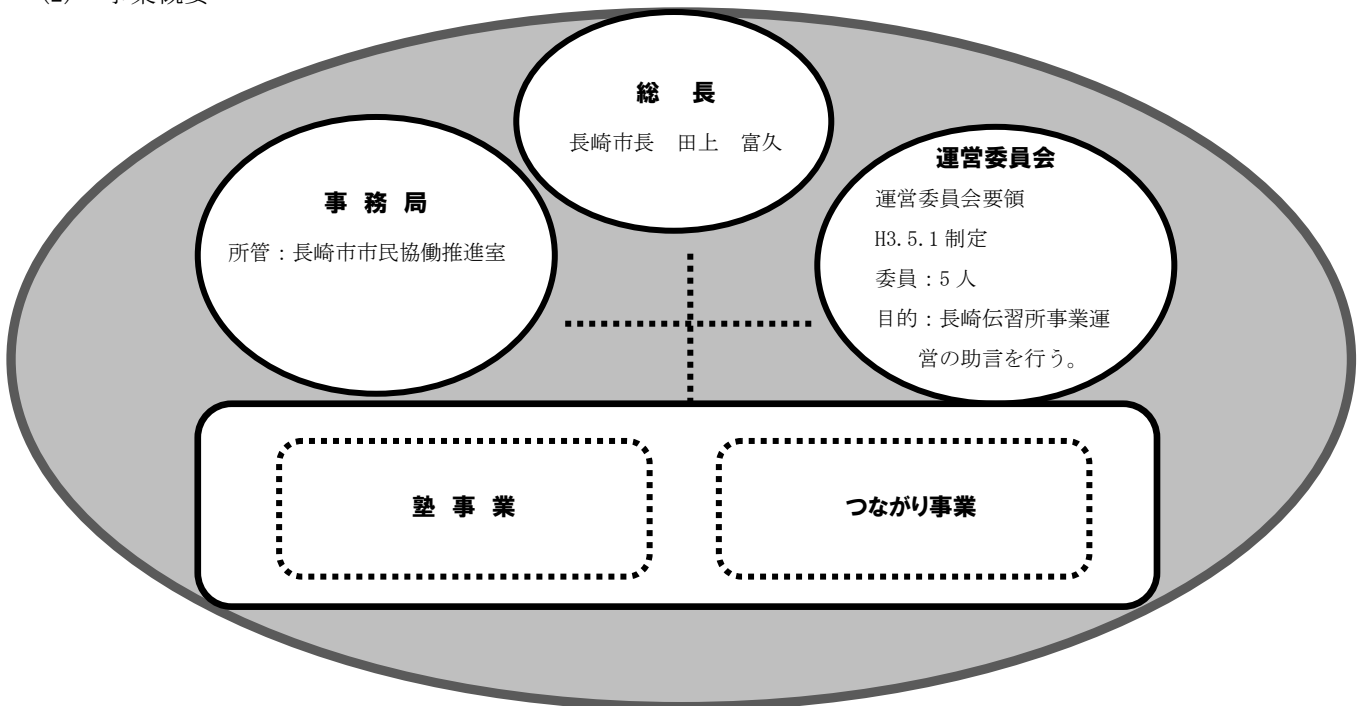 総 長
長崎市長 田上 富久
事 務 局
所管：長崎市市民協働推進室
運営委員会
運営委員会要領
H3.5.1 制定
委員：5 人
目的：長崎伝習所事業運
営の助言を行う。
塾 事 業
つながり事業